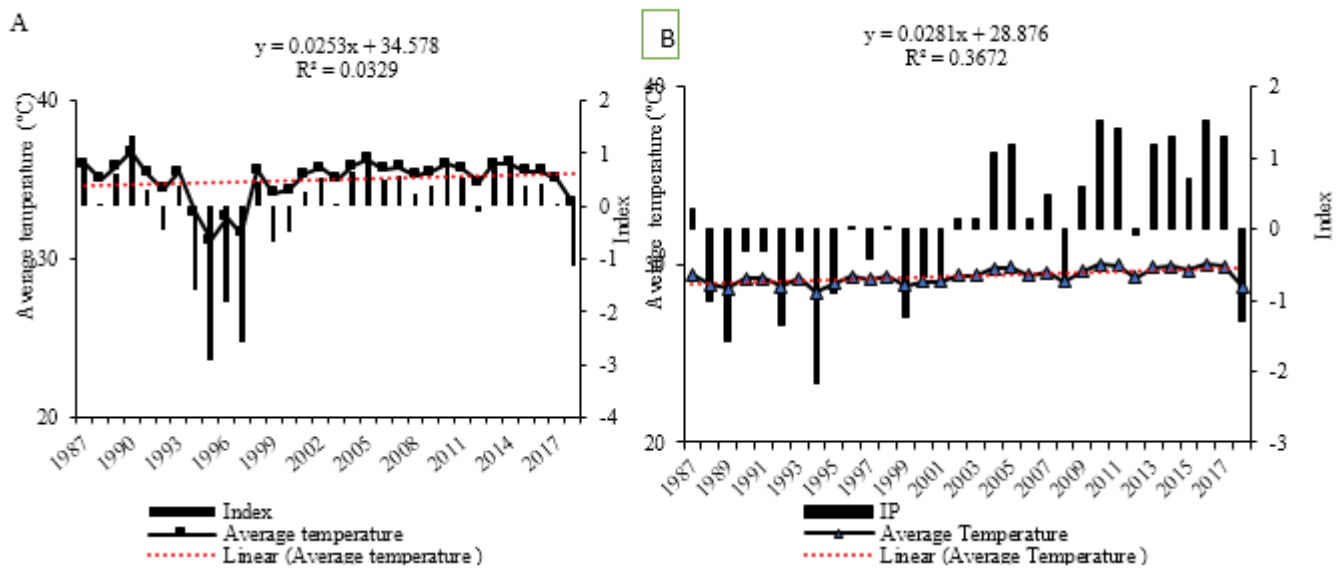 A
y = 0.0253x + 34.578
R² = 0.0329
Average temperature (°C)
40
30
20
2
1
0
-1
-2
-3
-4
Index
1987
1990
1993
1996
1999
2002
2005
2008
2011
2014
2017
Index
Average temperature
Linear (Average temperature )
B
y = 0.0281x + 28.876
R² = 0.3672
Average temperature (°C)
40
30
20
2
1
0
-1
-2
-3
Index
1987
1989
1991
1993
1995
1997
1999
2001
2003
2005
2007
2009
2011
2013
2015
2017
IP
Average Temperature
Linear (Average Temperature )